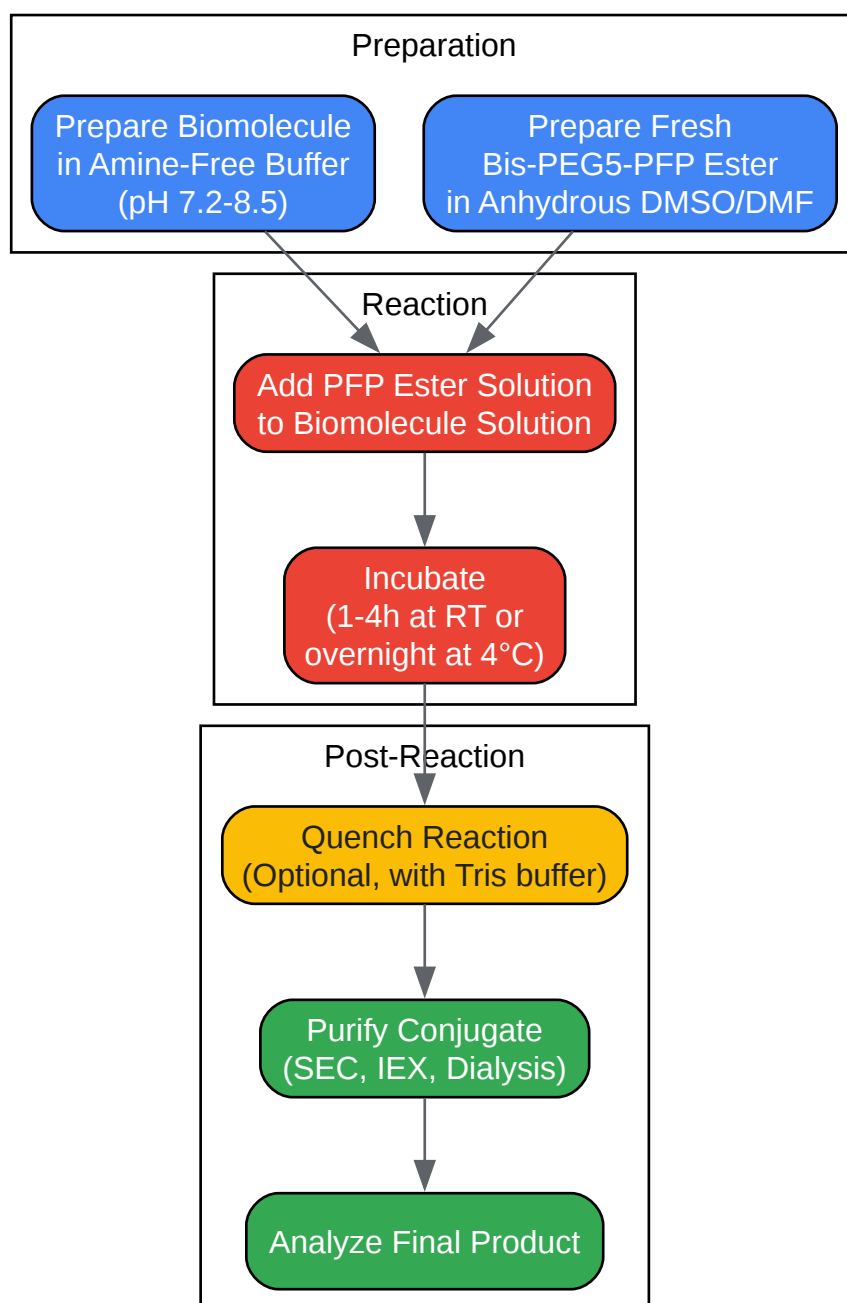 Preparation
Prepare Biomolecule
in Amine-Free Buffer
(pH 7.2-8.5)
Prepare Fresh
Bis-PEG5-PFP Ester
in Anhydrous DMSO/DMF
Reaction
Add PFP Ester Solution
to Biomolecule Solution
Incubate
(1-4h at RT or
overnight at 4°C)
Post-Reaction
Quench Reaction
(Optional, with Tris buffer)
Purify Conjugate
(SEC, IEX, Dialysis)
Analyze Final Product